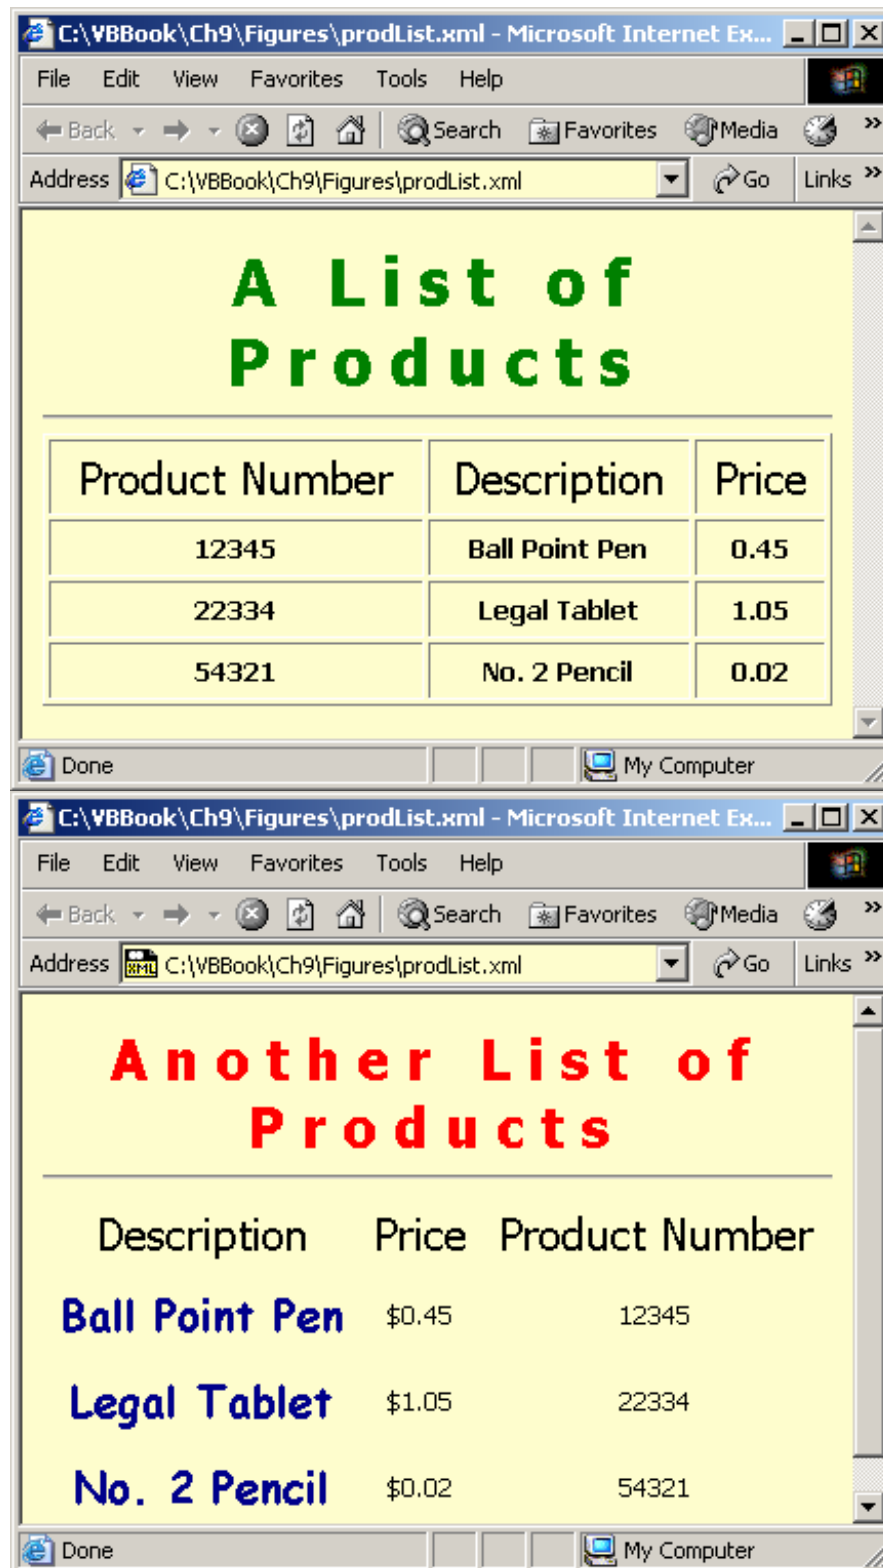 C:\VBBook\Ch9\Figures\prodList.xml - Microsoft Internet Ex...
File Edit View Favorites Tools Help
Back Search Favorites Media »
Address C:\VBBook\Ch9\Figures\prodList.xml Go Links »
A List of
Products
Product Number Description Price
12345 Ball Point Pen 0.45
22334 Legal Tablet 1.05
54321 No. 2 Pencil 0.02
Done My Computer
C:\VBBook\Ch9\Figures\prodList.xml - Microsoft Internet Ex...
File Edit View Favorites Tools Help
Back Search Favorites Media »
Address XML C:\VBBook\Ch9\Figures\prodList.xml Go Links »
Another List of
Products
Description Price Product Number
Ball Point Pen $0.45 12345
Legal Tablet $1.05 22334
No. 2 Pencil $0.02 54321
Done My Computer